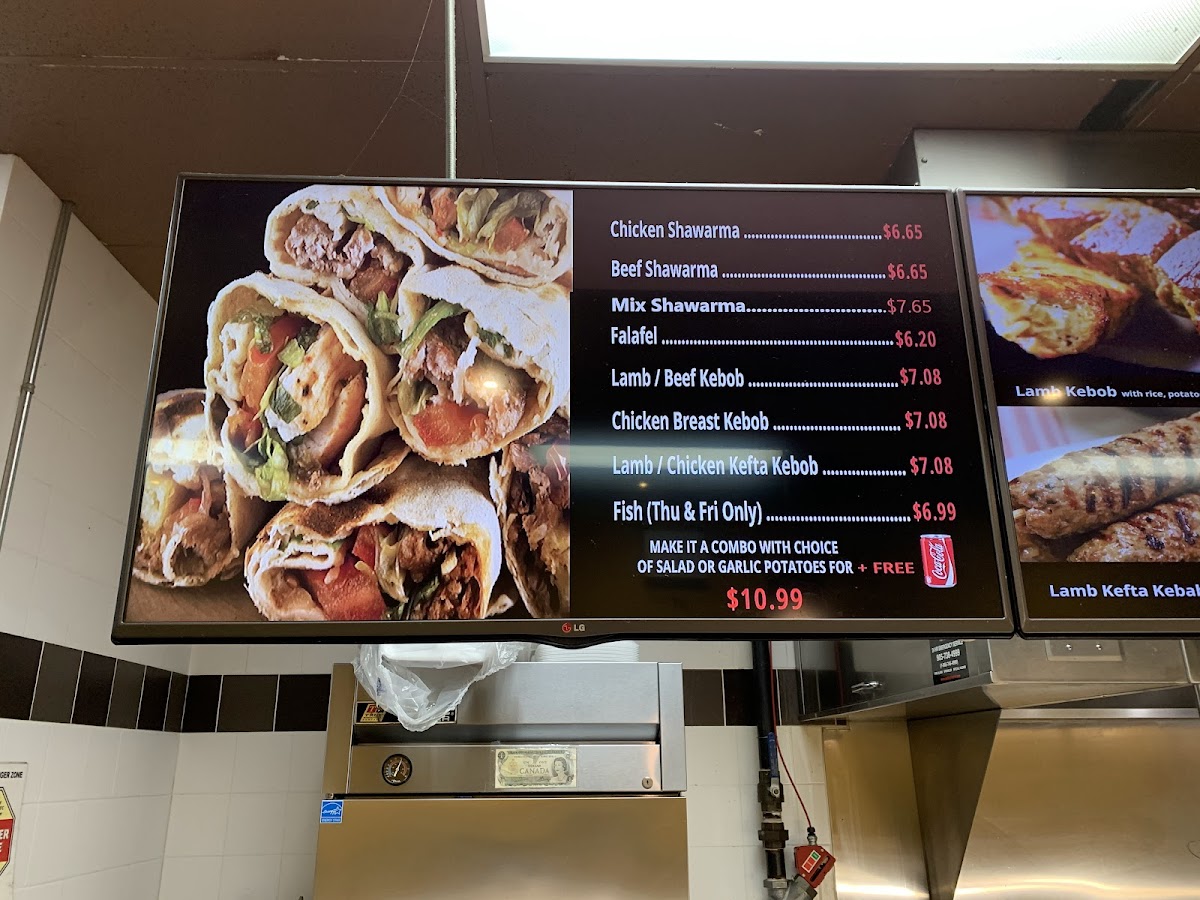 Chicken Shawarma ................................ $6.65
Beef Shawarma ...................................... $6.65
Mix Shawarma................................$7.65
Falafel ...................................................... $6.20
Lamb / Beef Kebob ................................... $7.08
Chicken Breast Kebob .............................. $7.08
Lamb / Chicken Kefta Kebob ................... $7.08
Fish (Thu & Fri Only) .................................. $6.99
MAKE IT A COMBO WITH CHOICE
OF SALAD OR GARLIC POTATOES FOR + FREE
Coca-Cola
$10.99
LG
Lamb Kebob with rice, potato
Lamb Kefta Kebab
CANADA
GER ZONE